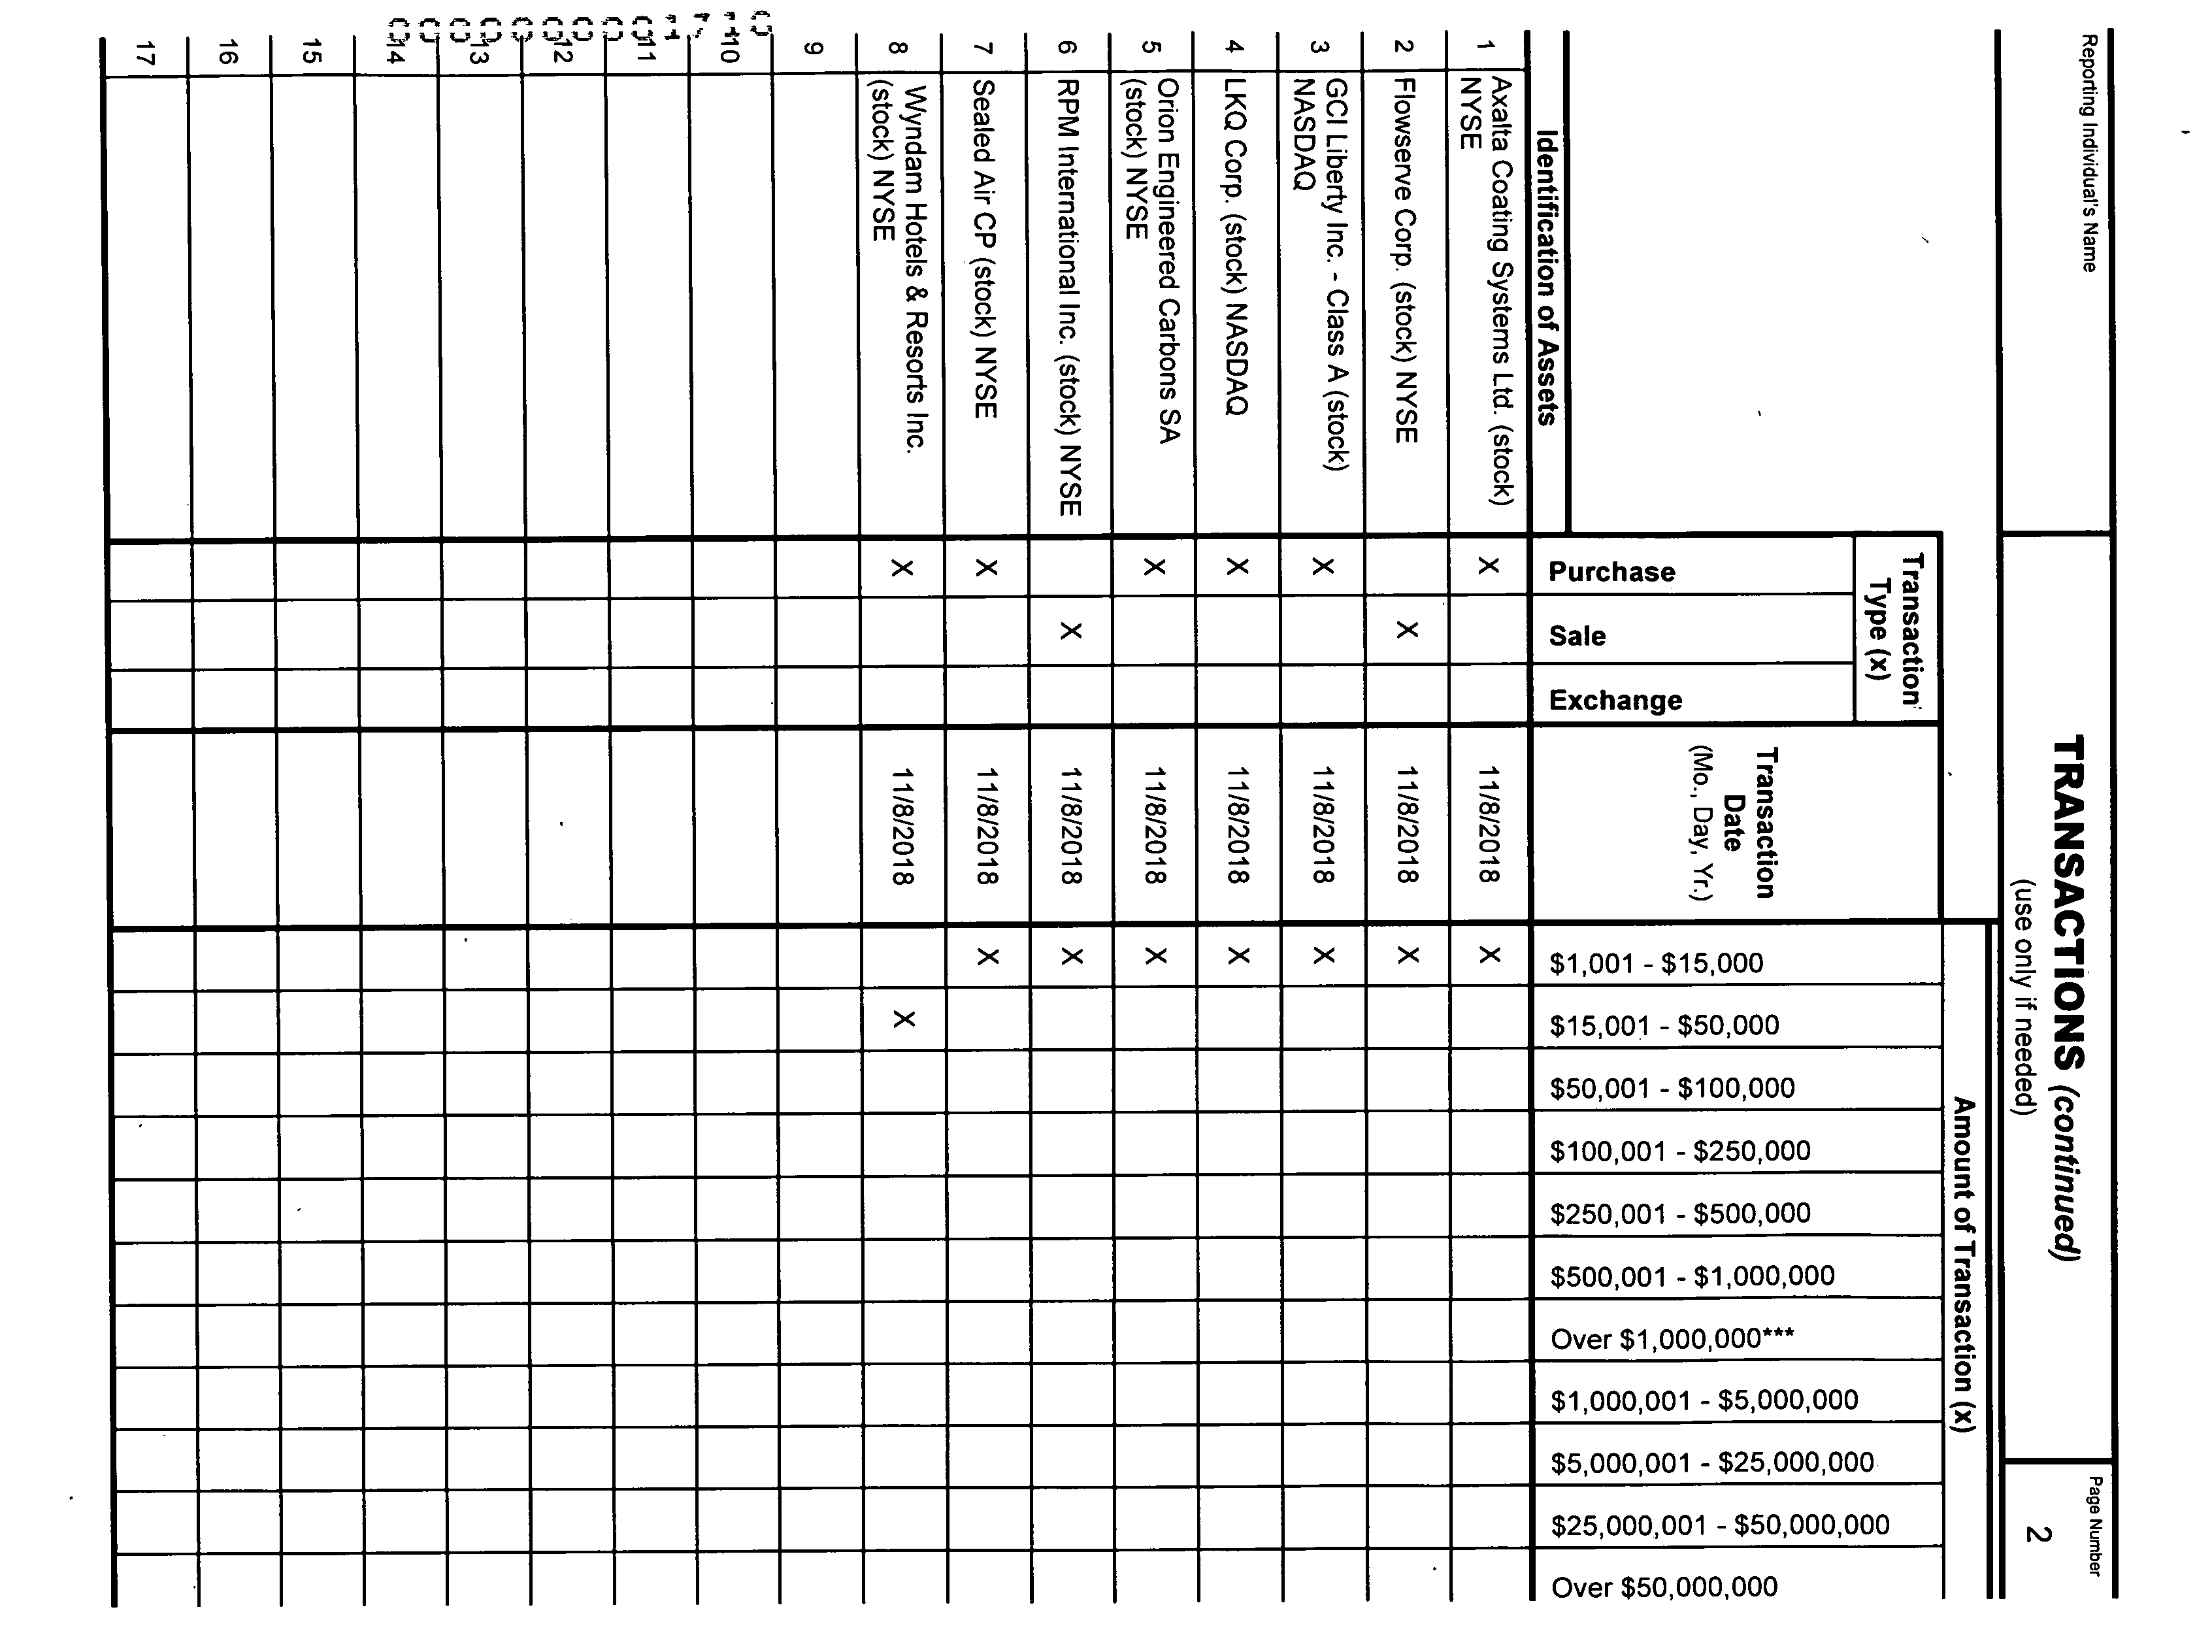 Reporting Individual's Name
TRANSACTIONS (continued)
(use only if needed)
Page Number
2
Transaction
Type (x)
Amount of Transaction (x)
Transaction
Date
(Mo., Day, Yr.)
Identification of Assets
Purchase
Sale
Exchange
$1,001 - $15,000
$15,001 - $50,000
$50,001 - $100,000
$100,001 - $250,000
$250,001 - $500,000
$500,001 - $1,000,000
Over $1,000,000***
$1,000,001 - $5,000,000
$5,000,001 - $25,000,000
$25,000,001 - $50,000,000
Over $50,000,000
1 Axalta Coating Systems Ltd. (stock) X 11/8/2018 X
NYSE
2 Flowserve Corp. (stock) NYSE X 11/8/2018 X
3 GCI Liberty Inc. - Class A (stock) X 11/8/2018 X
NASDAQ
4 LKQ Corp. (stock) NASDAQ X 11/8/2018 X
5 Orion Engineered Carbons SA X 11/8/2018 X
(stock) NYSE
6 RPM International Inc. (stock) NYSE X 11/8/2018 X
7 Sealed Air CP (stock) NYSE X 11/8/2018 X
8 Wyndam Hotels & Resorts Inc. X 11/8/2018 X
(stock) NYSE
9
10
11
12
13
14
15
16
17